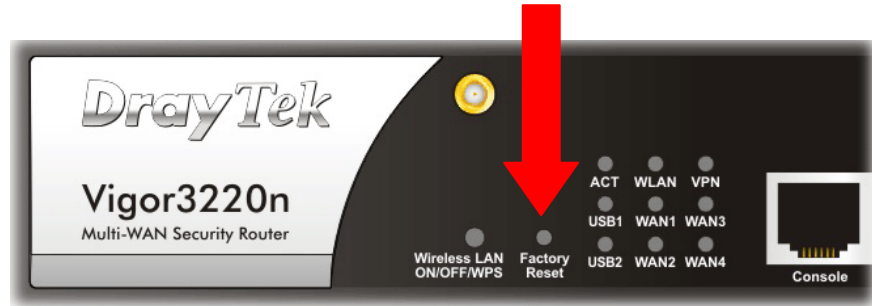 DrayTek
Vigor3220n
Multi-WAN Security Router
Wireless LAN
ON/OFF/WPS
Factory
Reset
ACT WLAN VPN
USB1 WAN1 WAN3
USB2 WAN2 WAN4
Console